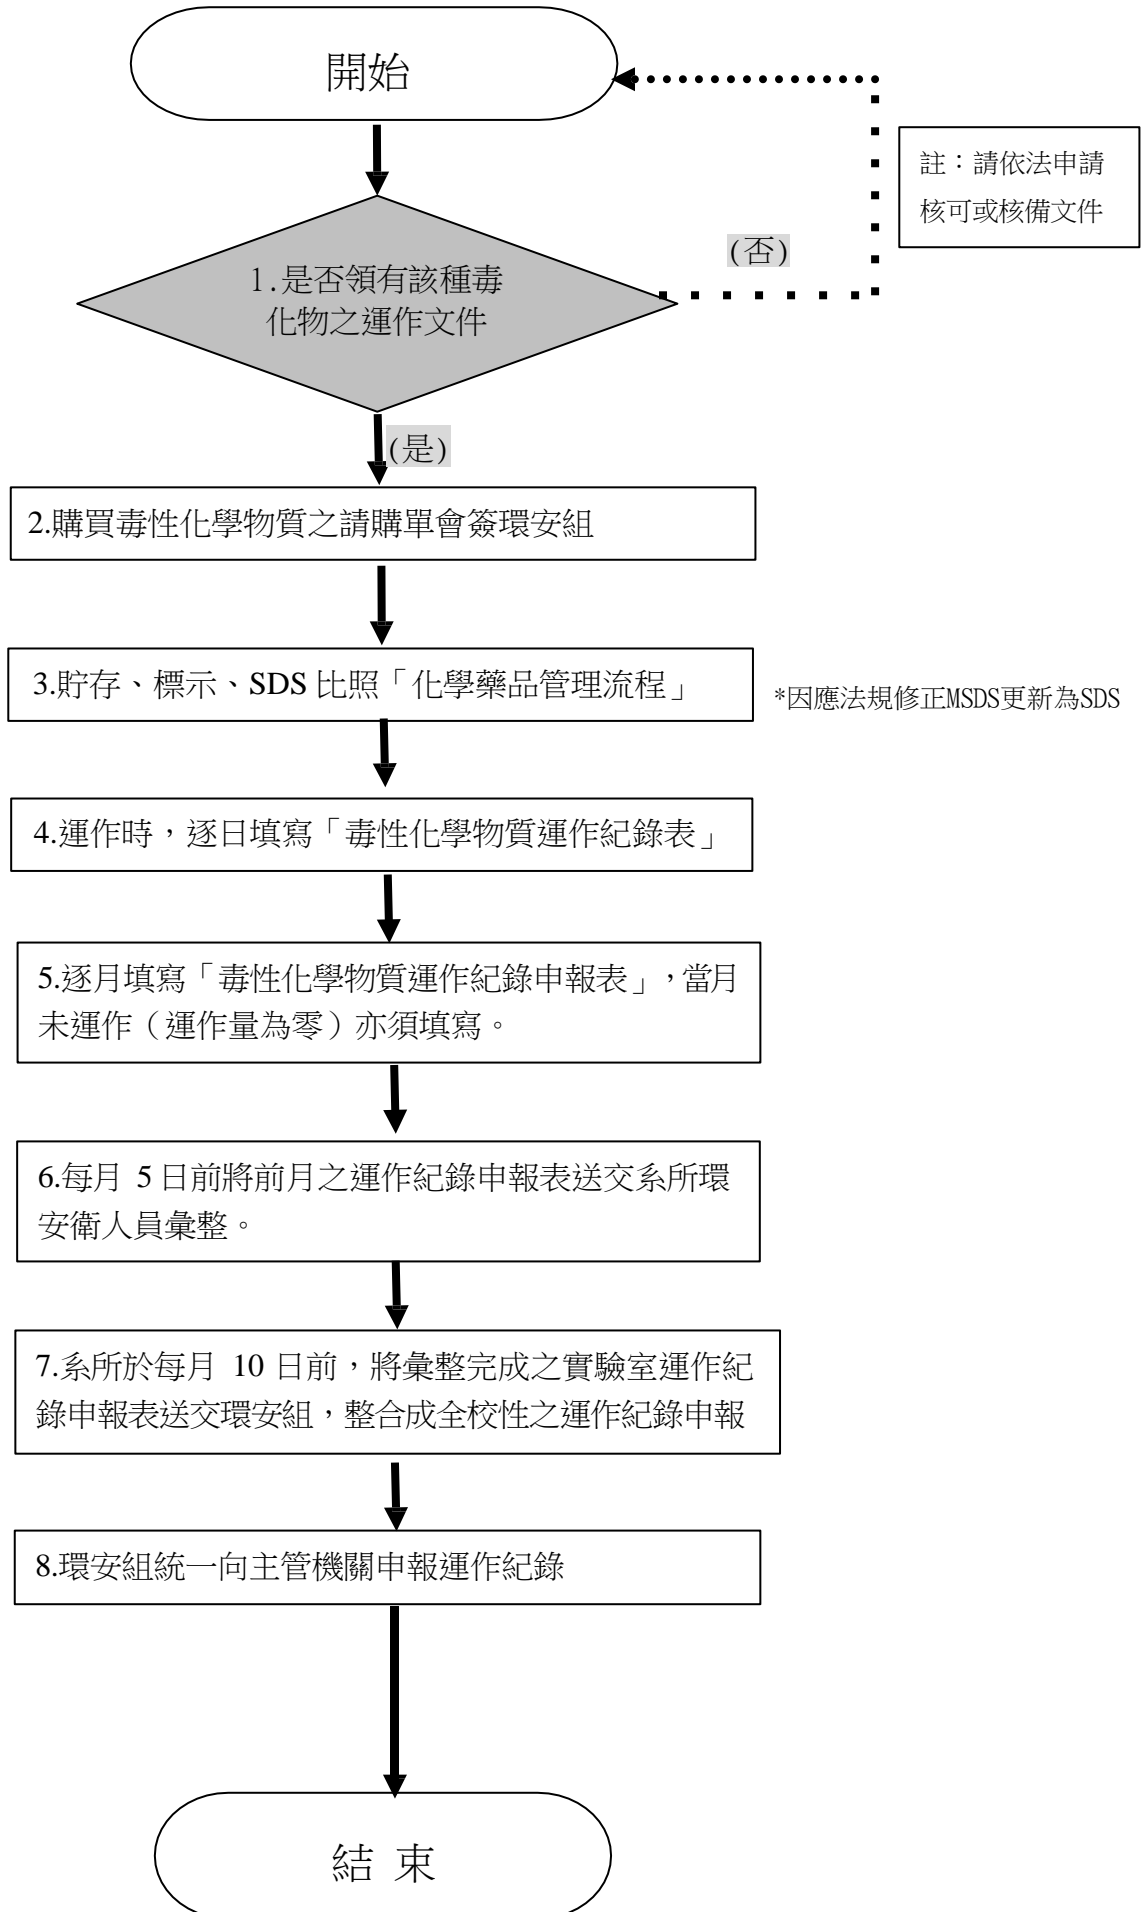 開始
註：請依法申請
核可或核備文件
(否)
1.是否領有該種毒
化物之運作文件
(是)
2.購買毒性化學物質之請購單會簽環安組
3.貯存、標示、SDS 比照「化學藥品管理流程」
*因應法規修正MSDS更新為SDS
4.運作時，逐日填寫「毒性化學物質運作紀錄表」
5.逐月填寫「毒性化學物質運作紀錄申報表」，當月
未運作（運作量為零）亦須填寫。
6.每月 5 日前將前月之運作紀錄申報表送交系所環
安衛人員彙整。
7.系所於每月 10 日前，將彙整完成之實驗室運作紀
錄申報表送交環安組，整合成全校性之運作紀錄申報
8.環安組統一向主管機關申報運作紀錄
結 束